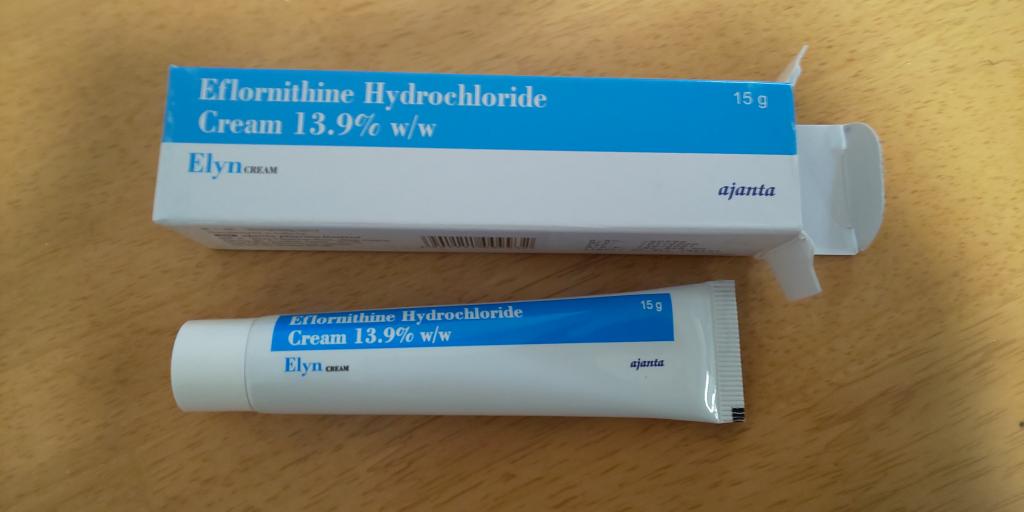 Eflornithine Hydrochloride
Cream 13.9% w/w
15 g
Elyn CREAM
ajanta
Eflornithine Hydrochloride
Cream 13.9% w/w
15 g
Elyn CREAM
ajanta